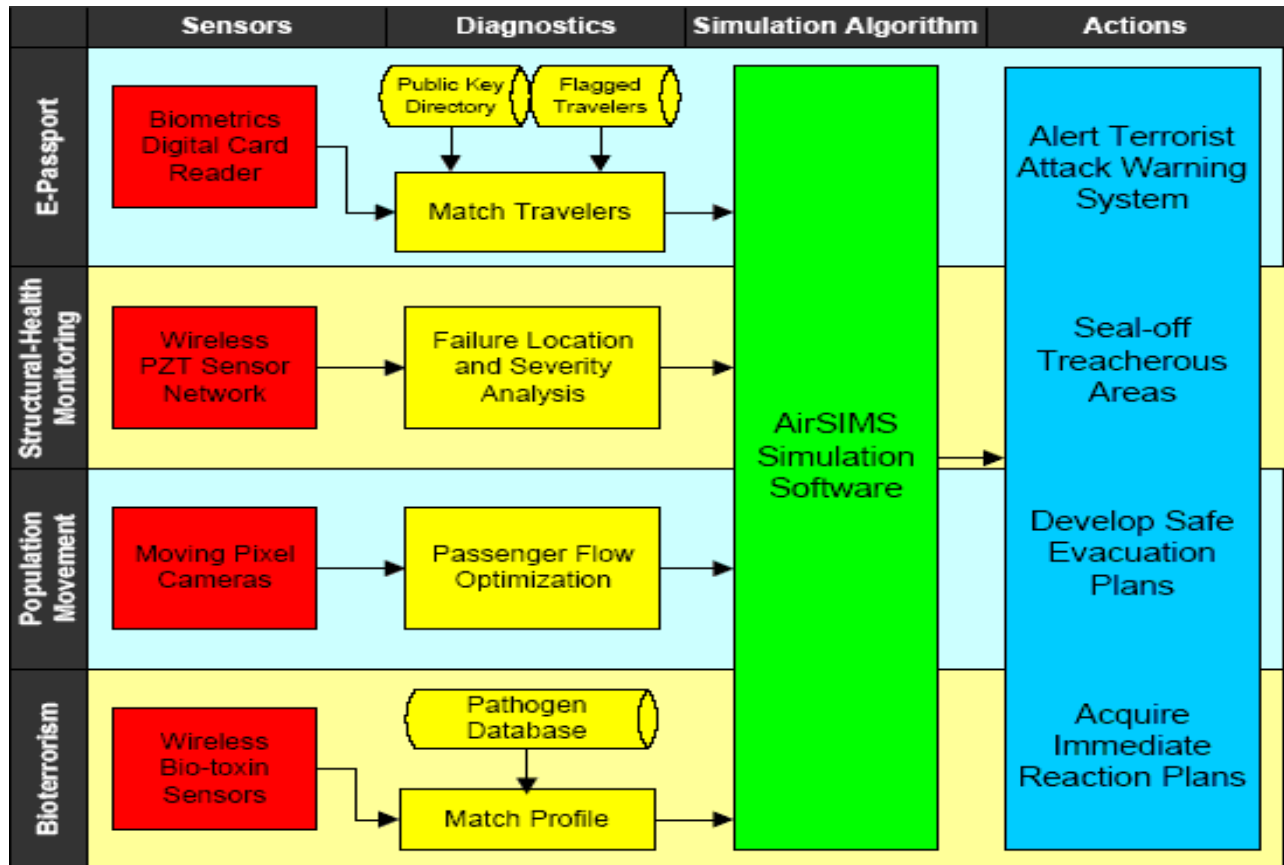 Sensors
Diagnostics
Simulation Algorithm
Actions
E-Passport
Biometrics
Digital Card
Reader
Public Key
Directory
Flagged
Travelers
Match Travelers
Structural-Health
Monitoring
Wireless
PZT Sensor
Network
Failure Location
and Severity
Analysis
Population
Movement
Moving Pixel
Cameras
Passenger Flow
Optimization
Bioterrorism
Wireless
Bio-toxin
Sensors
Pathogen
Database
Match Profile
AirSIMS
Simulation
Software
Alert Terrorist
Attack Warning
System
Seal-off
Treacherous
Areas
Develop Safe
Evacuation
Plans
Acquire
Immediate
Reaction Plans